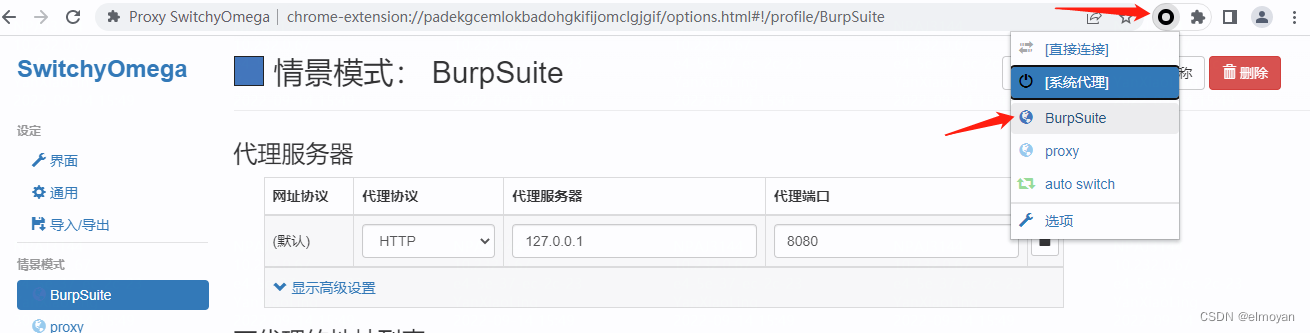 Proxy SwitchyOmega | chrome-extension://padekgcemlokbadohgkifijomclgjgif/options.html#!/profile/BurpSuite
SwitchyOmega
情景模式： BurpSuite
称
删除
[直接连接]
[系统代理]
BurpSuite
proxy
auto switch
选项
设定
界面
通用
导入/导出
情景模式
BurpSuite
proxy
代理服务器
网址协议 代理协议 代理服务器 代理端口
(默认) HTTP 127.0.0.1 8080
显示高级设置
CSDN @elmoyan